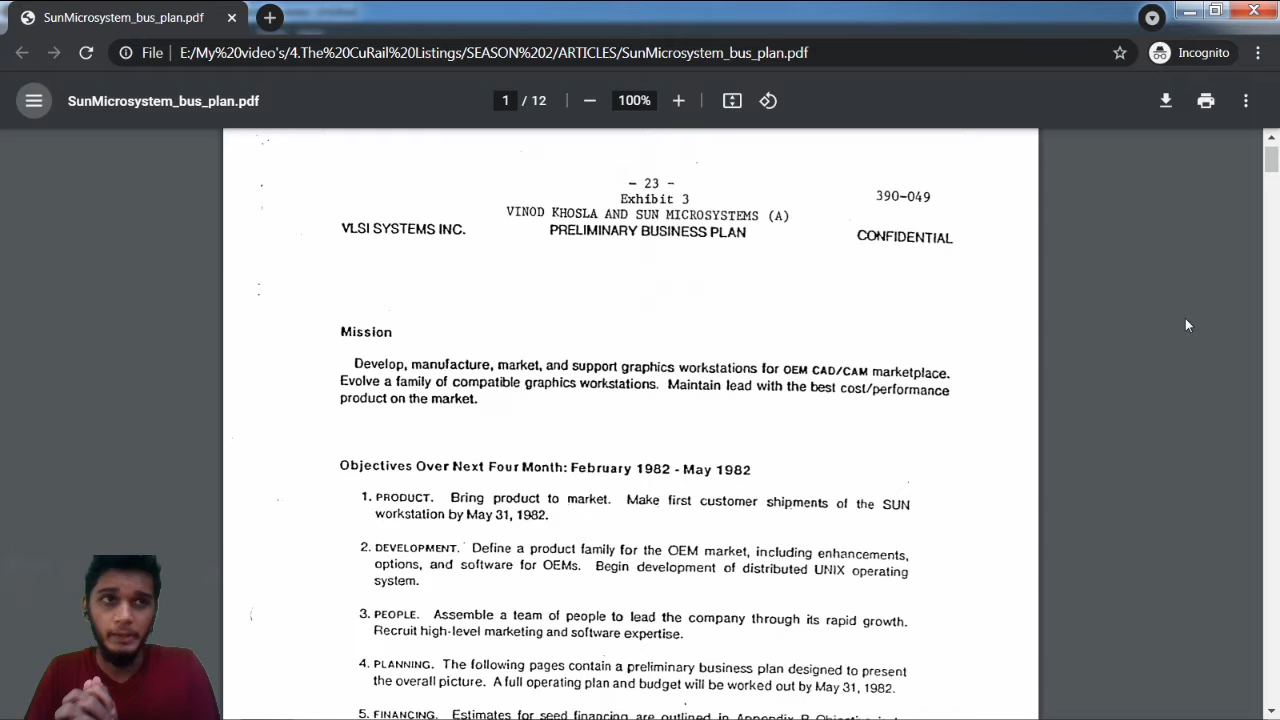 SunMicrosystem_bus_plan.pdf
File E:/My%20video's/4.The%20CuRail%20Listings/SEASON%202/ARTICLES/SunMicrosystem_bus_plan.pdf
Incognito
SunMicrosystem_bus_plan.pdf
1 / 12
100%
- 23 -
Exhibit 3
390-049
VINOD KHOSLA AND SUN MICROSYSTEMS (A)
VLSI SYSTEMS INC. PRELIMINARY BUSINESS PLAN CONFIDENTIAL
Mission
Develop, manufacture, market, and support graphics workstations for OEM CAD/CAM marketplace.
Evolve a family of compatible graphics workstations. Maintain lead with the best cost/performance
product on the market.
Objectives Over Next Four Month: February 1982 - May 1982
1. PRODUCT. Bring product to market. Make first customer shipments of the SUN
workstation by May 31, 1982.
2. DEVELOPMENT. Define a product family for the OEM market, including enhancements,
options, and software for OEMs. Begin development of distributed UNIX operating
system.
3. PEOPLE. Assemble a team of people to lead the company through its rapid growth.
Recruit high-level marketing and software expertise.
4. PLANNING. The following pages contain a preliminary business plan designed to present
the overall picture. A full operating plan and budget will be worked out by May 31, 1982.
5. FINANCING. Estimates for seed financing are outlined in Appendix B